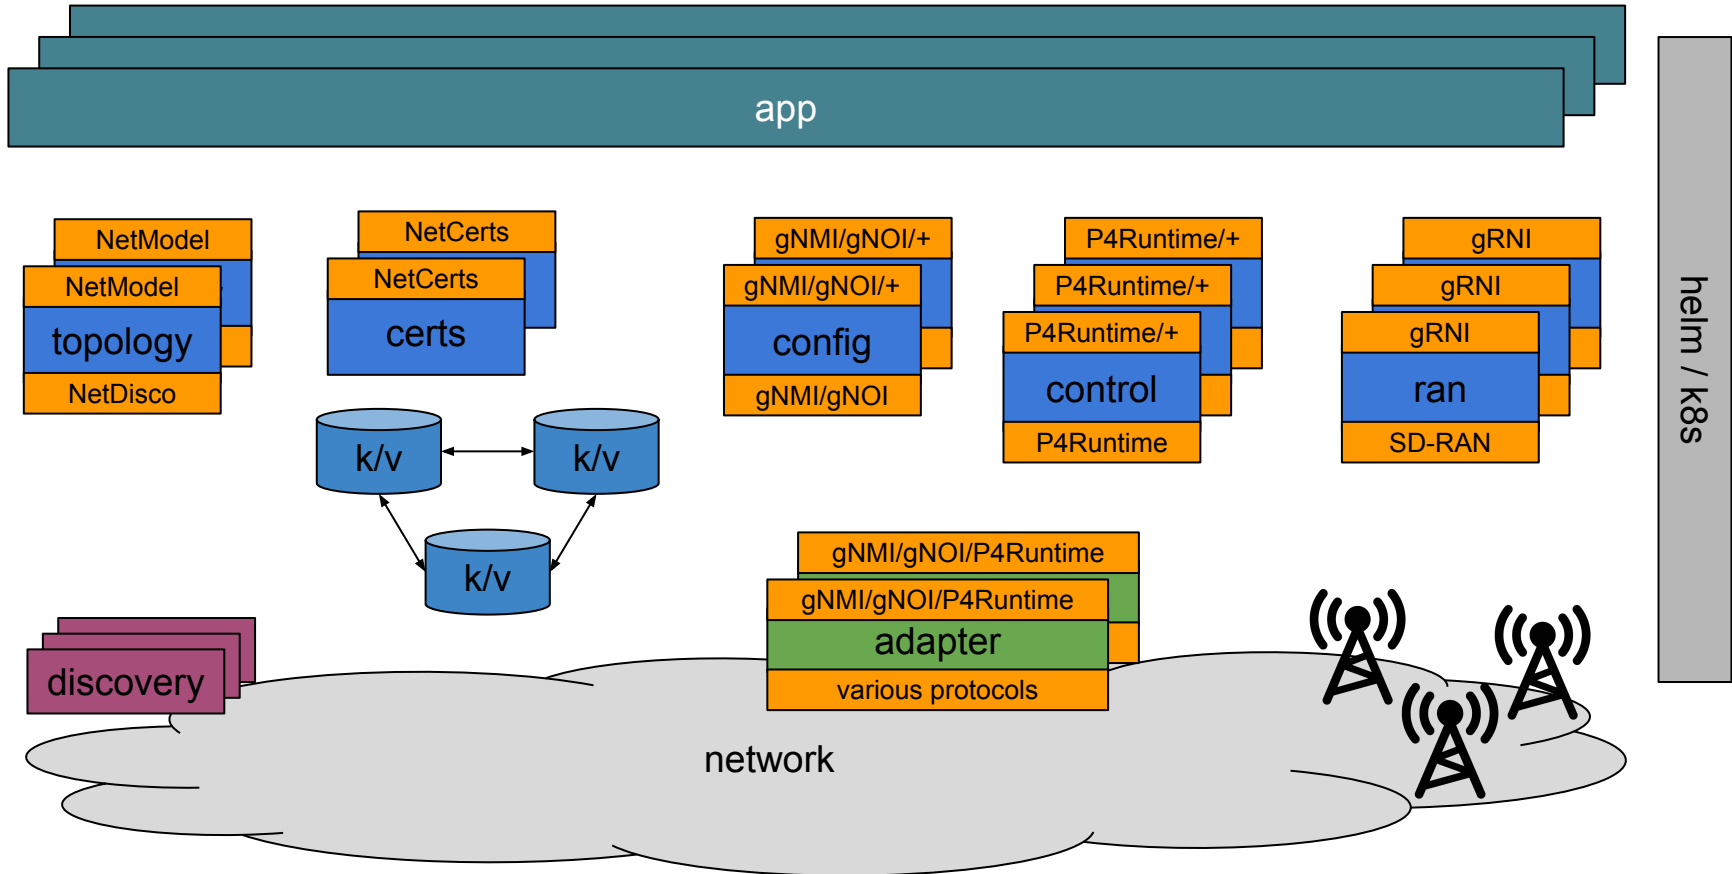 app
helm / k8s
NetModel
NetModel
topology
NetDisco
NetCerts
NetCerts
certs
gNMI/gNOI/+
gNMI/gNOI/+
config
gNMI/gNOI
P4Runtime/+
P4Runtime/+
P4Runtime/+
control
P4Runtime
gRNI
gRNI
gRNI
ran
SD-RAN
k/v
k/v
k/v
gNMI/gNOI/P4Runtime
gNMI/gNOI/P4Runtime
adapter
various protocols
discovery
network